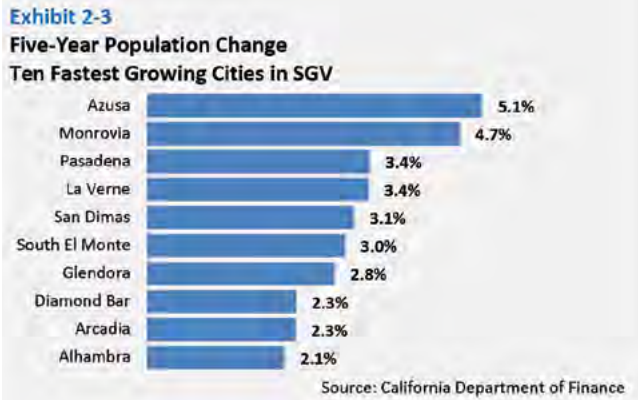 Exhibit 2-3
Five-Year Population Change
Ten Fastest Growing Cities in SGV
Azusa 5.1%
Monrovia 4.7%
Pasadena 3.4%
La Verne 3.4%
San Dimas 3.1%
South El Monte 3.0%
Glendora 2.8%
Diamond Bar 2.3%
Arcadia 2.3%
Alhambra 2.1%
Source: California Department of Finance